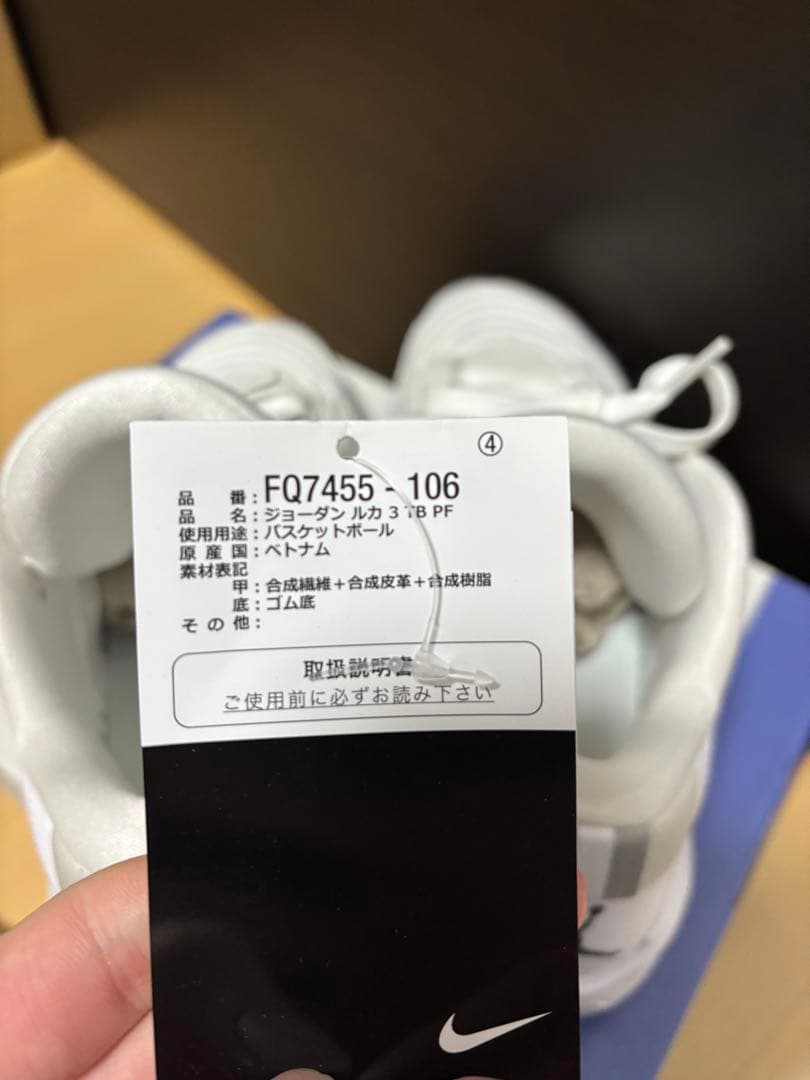 ④
品 番：FQ7455 - 106
品 名：ジョーダン ルカ 3 TB PF
使用用途：バスケットボール
原 産 国：ベトナム
素材表記
甲：合成繊維＋合成皮革＋合成樹脂
底：ゴム底
そ の 他：
取扱説明書
ご使用前に必ずお読み下さい